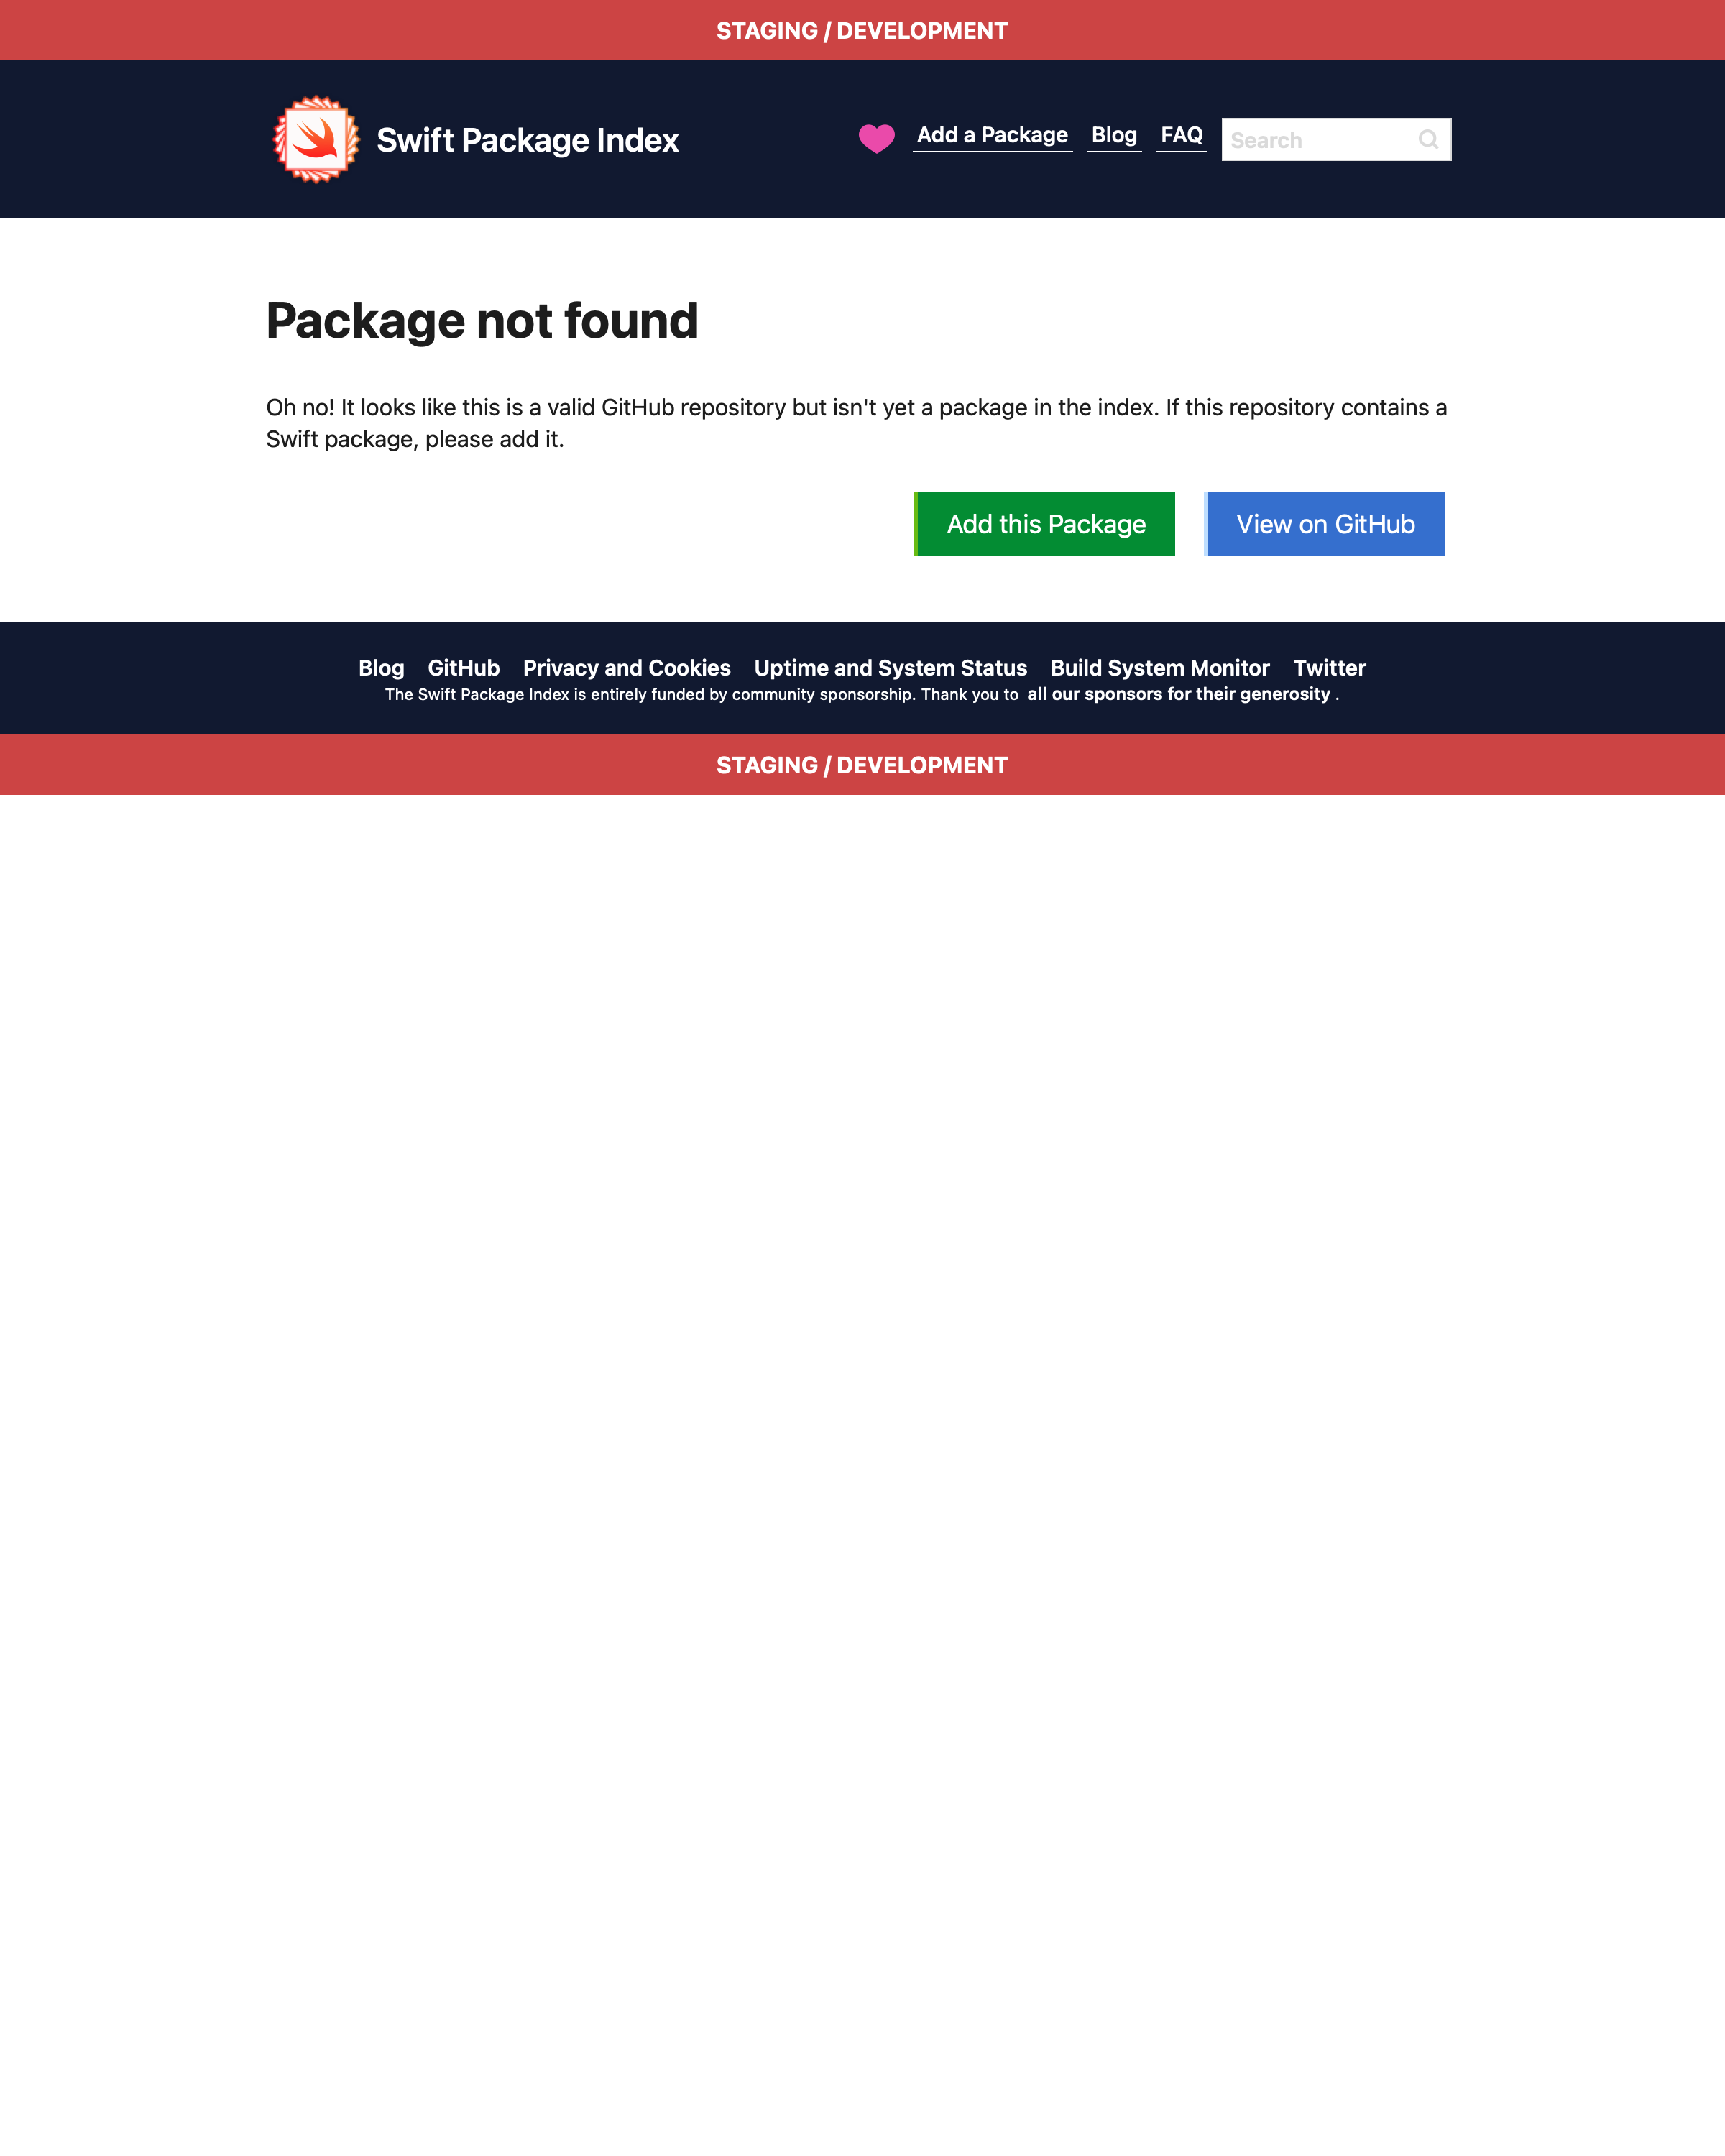 STAGING / DEVELOPMENT
Swift Package Index
Add a Package Blog FAQ Search
Package not found
Oh no! It looks like this is a valid GitHub repository but isn't yet a package in the index. If this repository contains a
Swift package, please add it.
Add this Package View on GitHub
Blog GitHub Privacy and Cookies Uptime and System Status Build System Monitor Twitter
The Swift Package Index is entirely funded by community sponsorship. Thank you to all our sponsors for their generosity .
STAGING / DEVELOPMENT